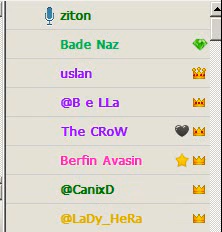 ziton
Bade Naz
uslan
@B e LLa
The CRoW
Berfin Avasin
@CanixD
@LaDy_HeRa